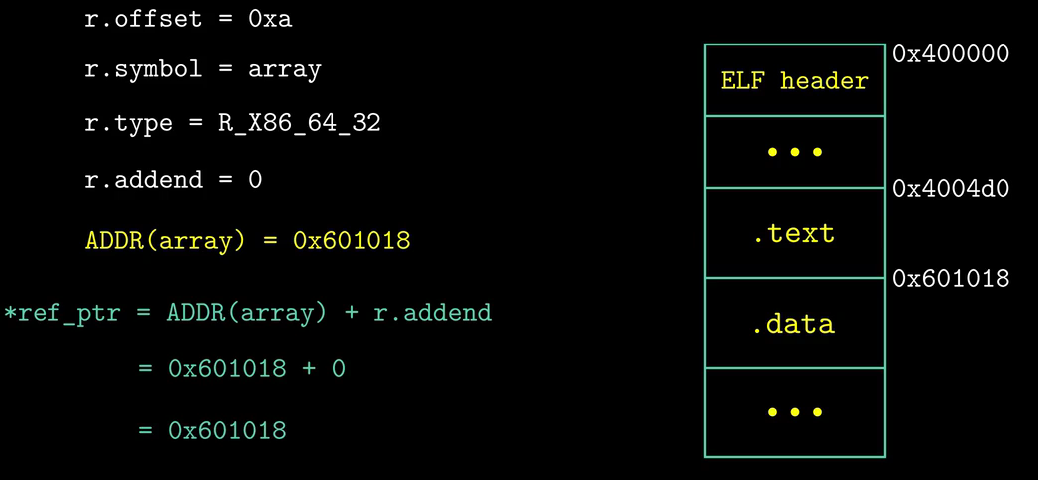 r.offset = 0xa
r.symbol = array
r.type = R_X86_64_32
r.addend = 0
ADDR(array) = 0x601018
*ref_ptr = ADDR(array) + r.addend
= 0x601018 + 0
= 0x601018
0x400000
ELF header
...
0x4004d0
.text
0x601018
.data
...